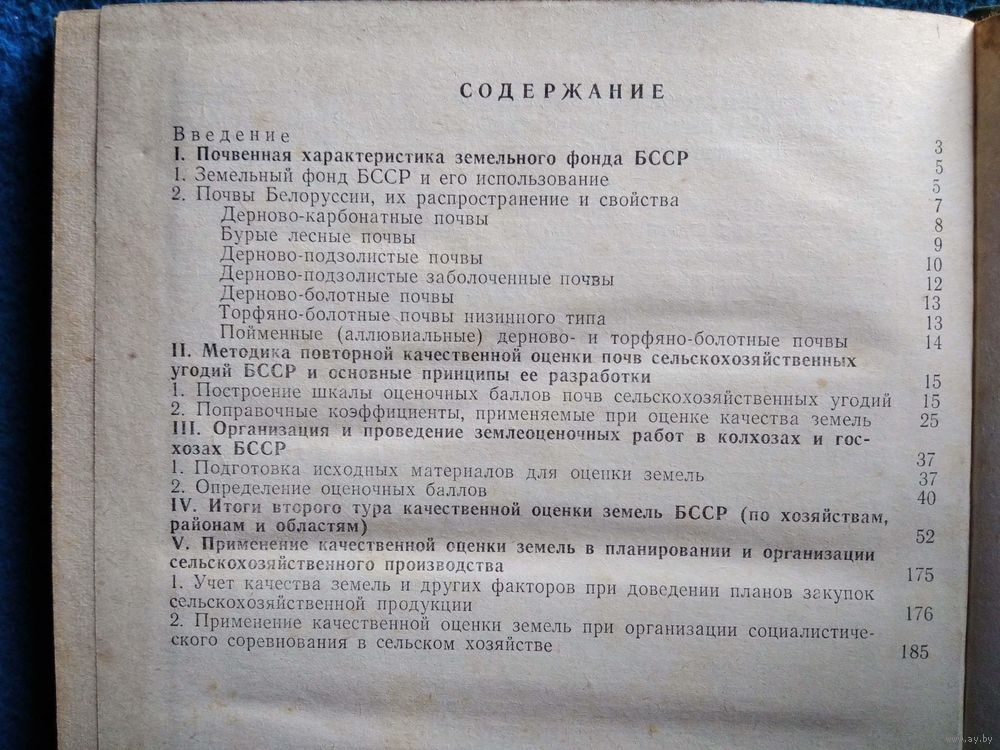 СОДЕРЖАНИЕ
Введение 3
I. Почвенная характеристика земельного фонда БССР 5
1. Земельный фонд БССР и его использование 5
2. Почвы Белоруссии, их распространение и свойства 7
Дерново-карбонатные почвы 8
Бурые лесные почвы 9
Дерново-подзолистые почвы 10
Дерново-подзолистые заболоченные почвы 12
Дерново-болотные почвы 13
Торфяно-болотные почвы низинного типа 13
Пойменные (аллювиальные) дерново- и торфяно-болотные почвы 14
II. Методика повторной качественной оценки почв сельскохозяйственных
угодий БССР и основные принципы ее разработки 15
1. Построение шкалы оценочных баллов почв сельскохозяйственных угодий 15
2. Поправочные коэффициенты, применяемые при оценке качества земель 25
III. Организация и проведение землеоценочных работ в колхозах и гос-
хозах БССР 37
1. Подготовка исходных материалов для оценки земель 37
2. Определение оценочных баллов 40
IV. Итоги второго тура качественной оценки земель БССР (по хозяйствам,
районам и областям) 52
V. Применение качественной оценки земель в планировании и организации
сельскохозяйственного производства 175
1. Учет качества земель и других факторов при доведении планов закупок
сельскохозяйственной продукции 176
2. Применение качественной оценки земель при организации социалистиче-
ского соревнования в сельском хозяйстве 185
www.ay.by